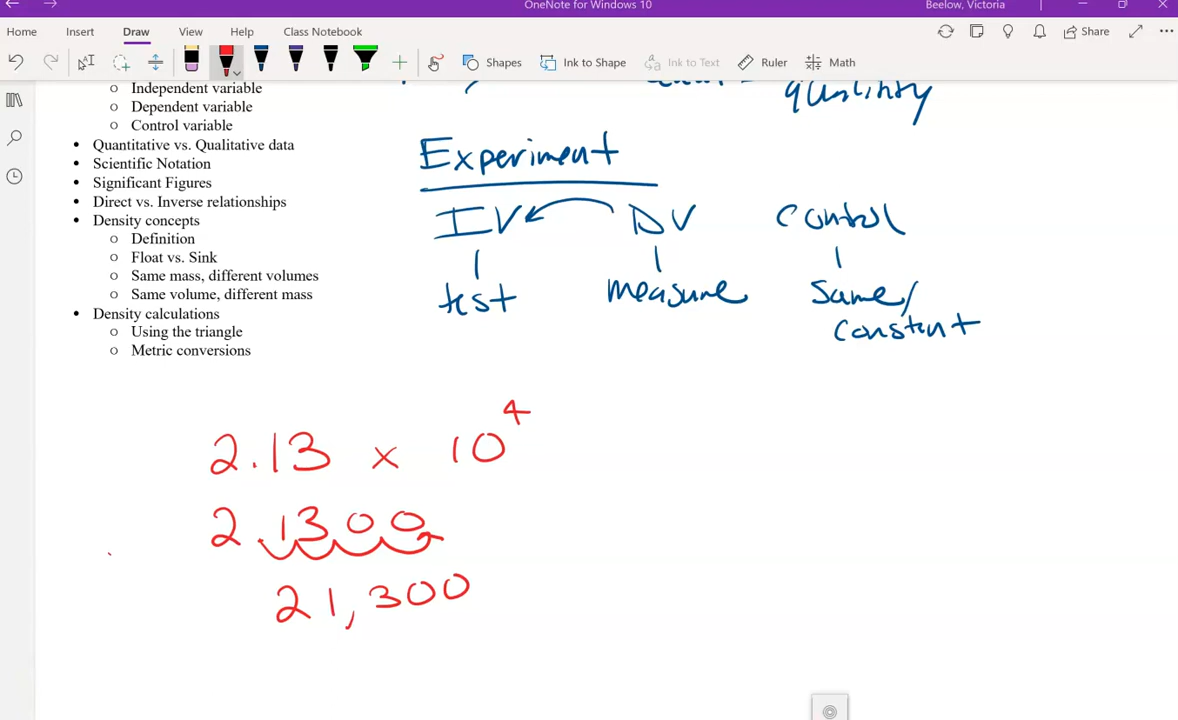 OneNote for Windows 10
Beelow, Victoria
Home Insert Draw View Help Class Notebook Share
Shapes Ink to Shape Ink to Text Ruler Math
quantity
o Independent variable
o Dependent variable
o Control variable
• Quantitative vs. Qualitative data
• Scientific Notation
• Significant Figures
• Direct vs. Inverse relationships
• Density concepts
o Definition
o Float vs. Sink
o Same mass, different volumes
o Same volume, different mass
• Density calculations
o Using the triangle
o Metric conversions
Experiment
IV DV Control
test measure same/
constant
2.13 x 10⁴
2.1300
21,300